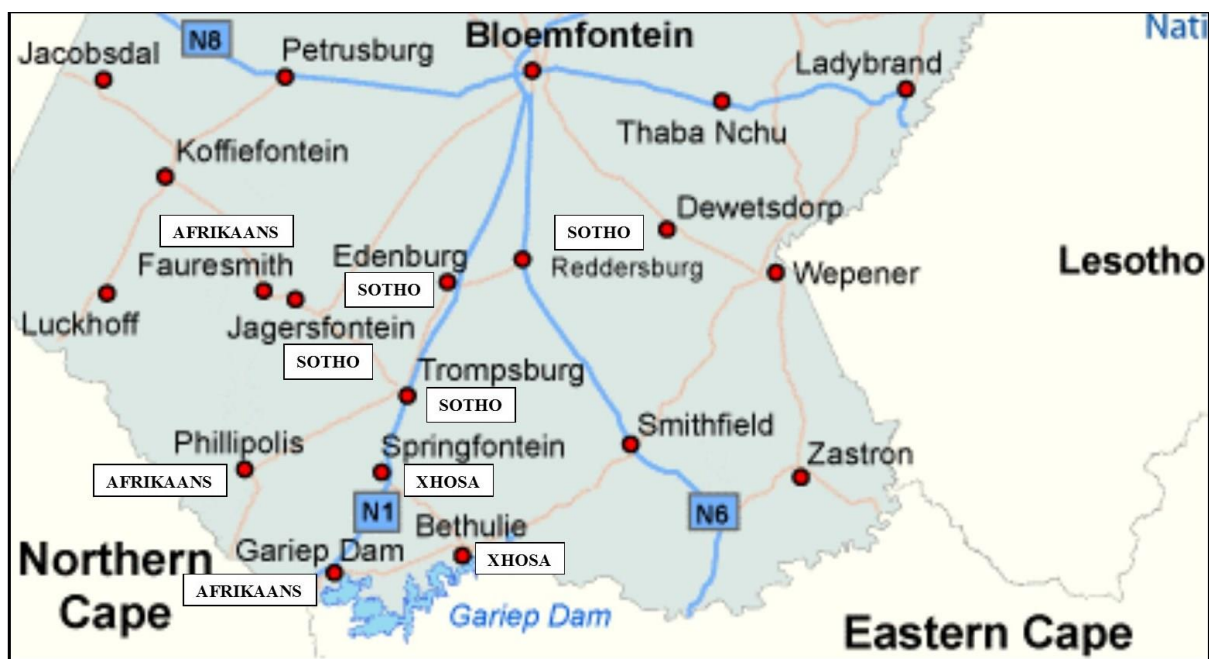 Nati
N8
Bloemfontein
Jacobsdal
Petrusburg
Ladybrand
Thaba Nchu
Koffiefontein
Dewetsdorp
AFRIKAANS
SOTHO
Fauresmith
Edenburg
Reddersburg
Wepener
Lesotho
SOTHO
Luckhoff
Jagersfontein
SOTHO
Trompsburg
SOTHO
Smithfield
Phillipolis
Springfontein
Zastron
AFRIKAANS
XHOSA
N1
N6
Bethulie
Northern
Cape
Gariep Dam
XHOSA
AFRIKAANS
Gariep Dam
Eastern Cape